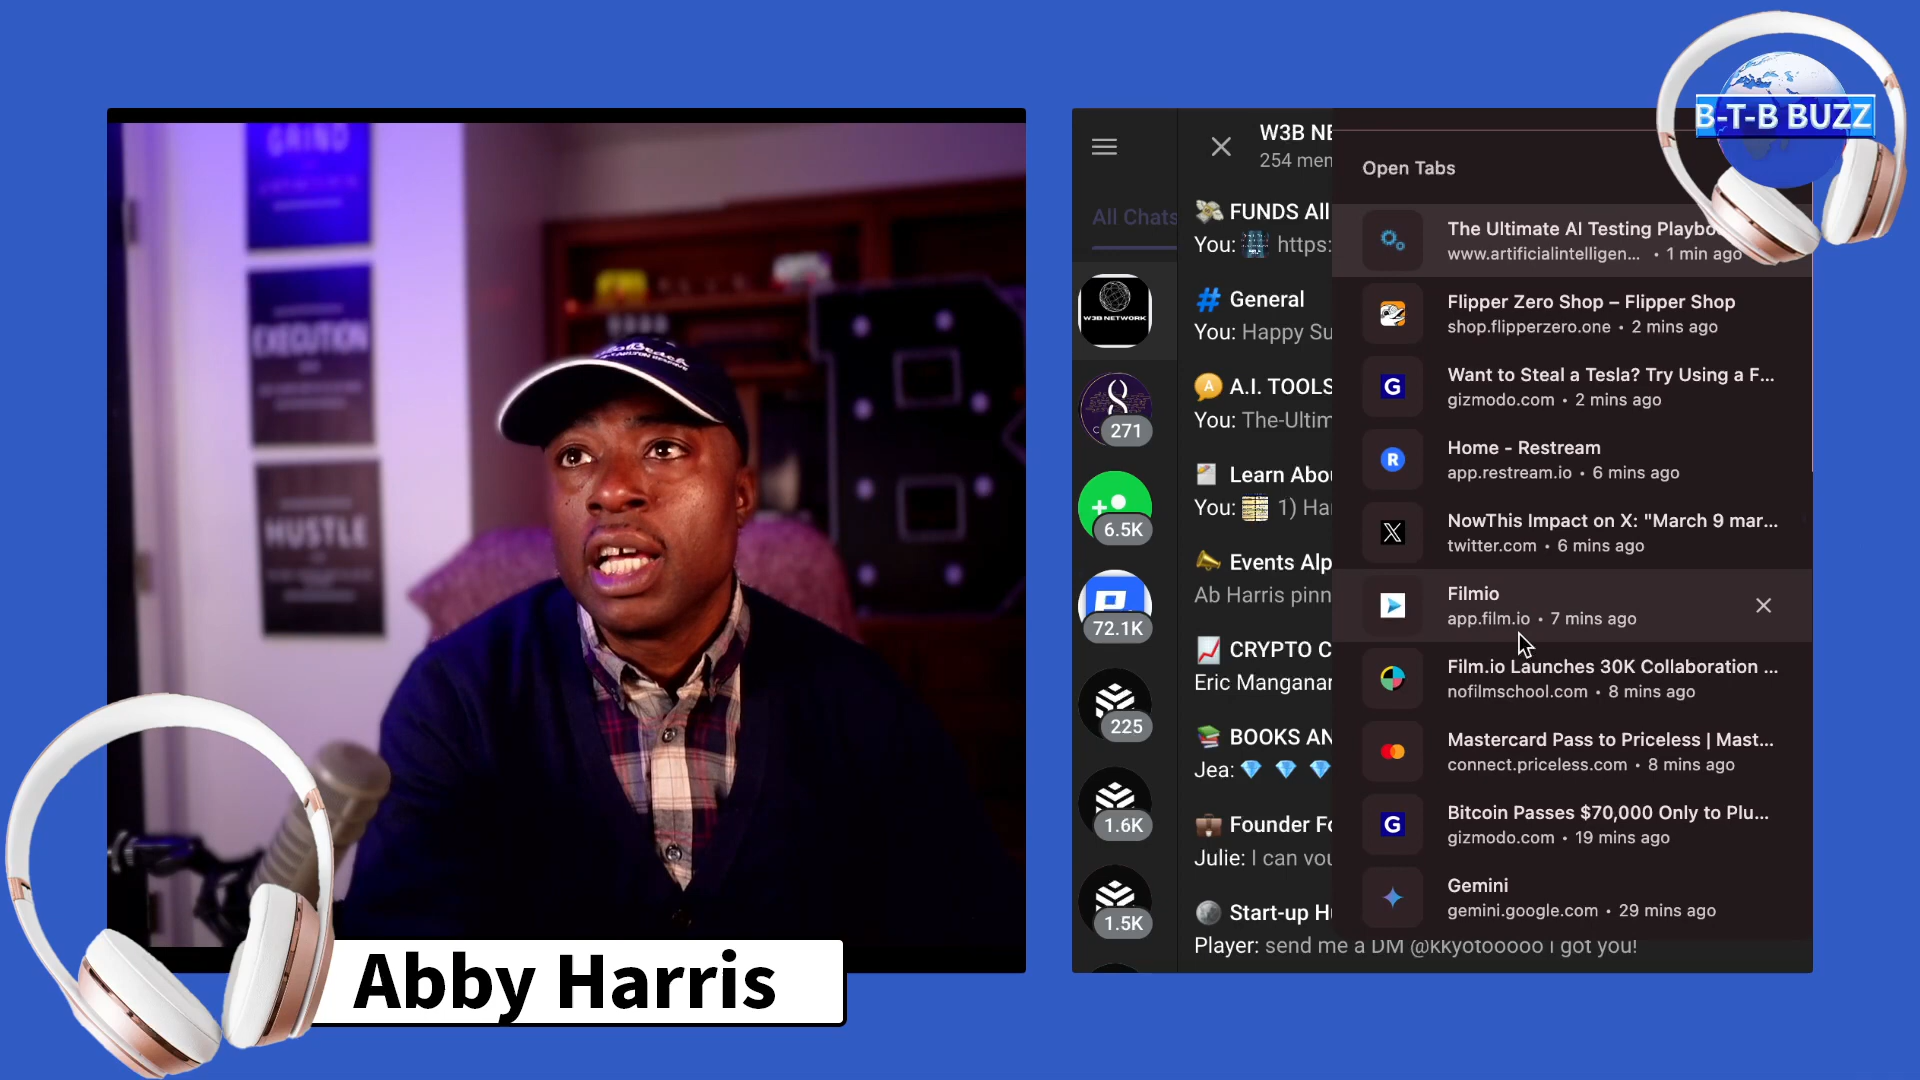 GRIND
EXECUTION
HUSTLE
Abby Harris
B-T-B BUZZ
All Chats
W3B NETWORK
271
6.5K
72.1K
225
1.6K
1.5K
W3B NE
254 mem
💸 FUNDS All
You: https:
# General
You: Happy Su
A A.I. TOOLS
You: The-Ultim
Learn Abou
You: 1) Ha
📣 Events Alp
Ab Harris pinn
📈 CRYPTO C
Eric Manganar
📚 BOOKS AN
Jea: 💎 💎 💎
💼 Founder Fo
Julie: I can you
Start-up H
Player: send me a DM @kkyotooooo i got you!
Open Tabs
The Ultimate AI Testing Playbo
www.artificialintelligen... • 1 min ago
Flipper Zero Shop – Flipper Shop
shop.flipperzero.one • 2 mins ago
G
Want to Steal a Tesla? Try Using a F...
gizmodo.com • 2 mins ago
R
Home - Restream
app.restream.io • 6 mins ago
X
NowThis Impact on X: "March 9 mar...
twitter.com • 6 mins ago
Filmio
app.film.io • 7 mins ago
Film.io Launches 30K Collaboration ...
nofilmschool.com • 8 mins ago
Mastercard Pass to Priceless | Mast...
connect.priceless.com • 8 mins ago
G
Bitcoin Passes $70,000 Only to Plu...
gizmodo.com • 19 mins ago
Gemini
gemini.google.com • 29 mins ago